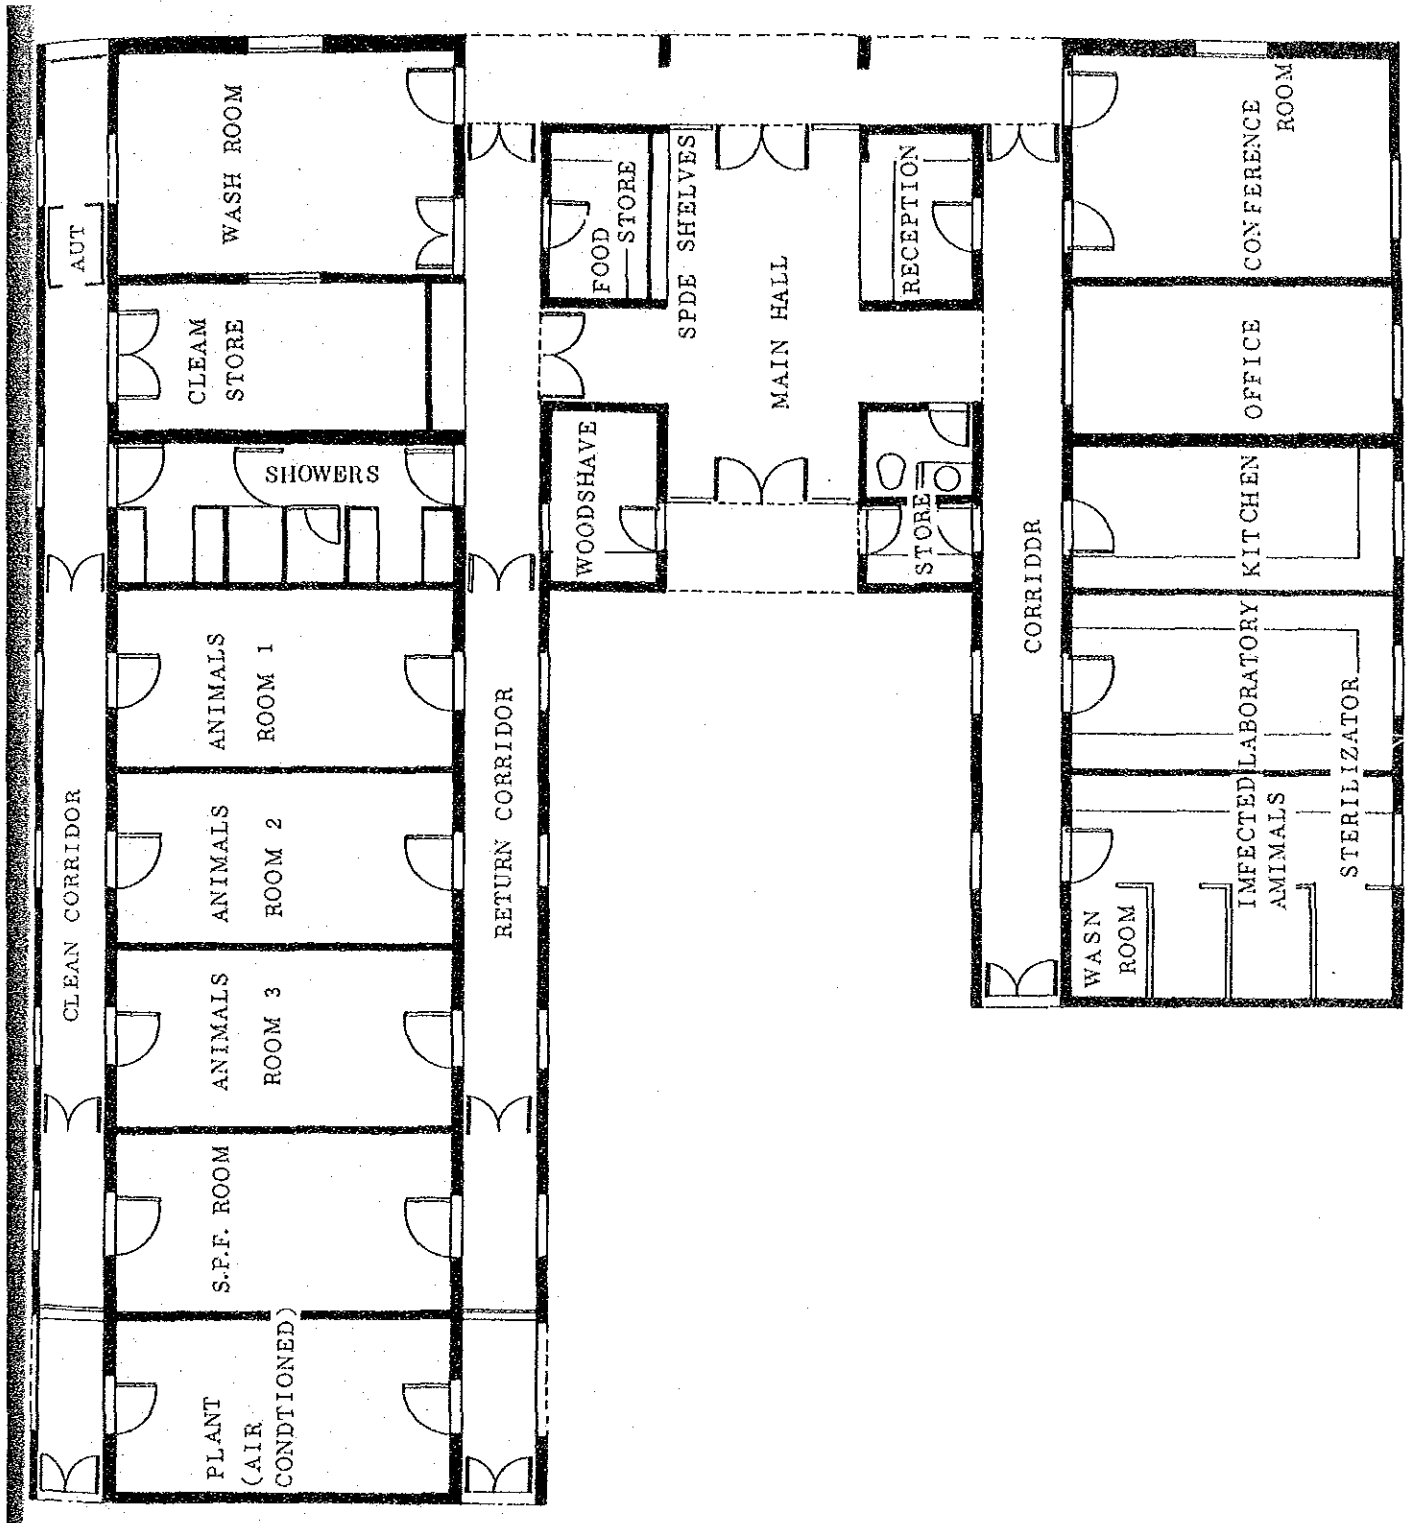 AUT
WASH ROOM
CLEAM
STORE
SHOWERS
ANIMALS
ROOM 1
ANIMALS
ROOM 2
ANIMALS
ROOM 3
S.P.F. ROOM
PLANT
(AIR
CONDTIONED)
CLEAN CORRIDOR
RETURN CORRIDOR
FOOD
STORE
SPDE SHELVES
MAIN HALL
RECEPTION
WOODSHAVE
STORE
CORRIDDR
CONFERENCE
ROOM
OFFICE
KITCHEN
LABORATORY
IMFECTED
AMIMALS
STERILIZATOR
WASN
ROOM